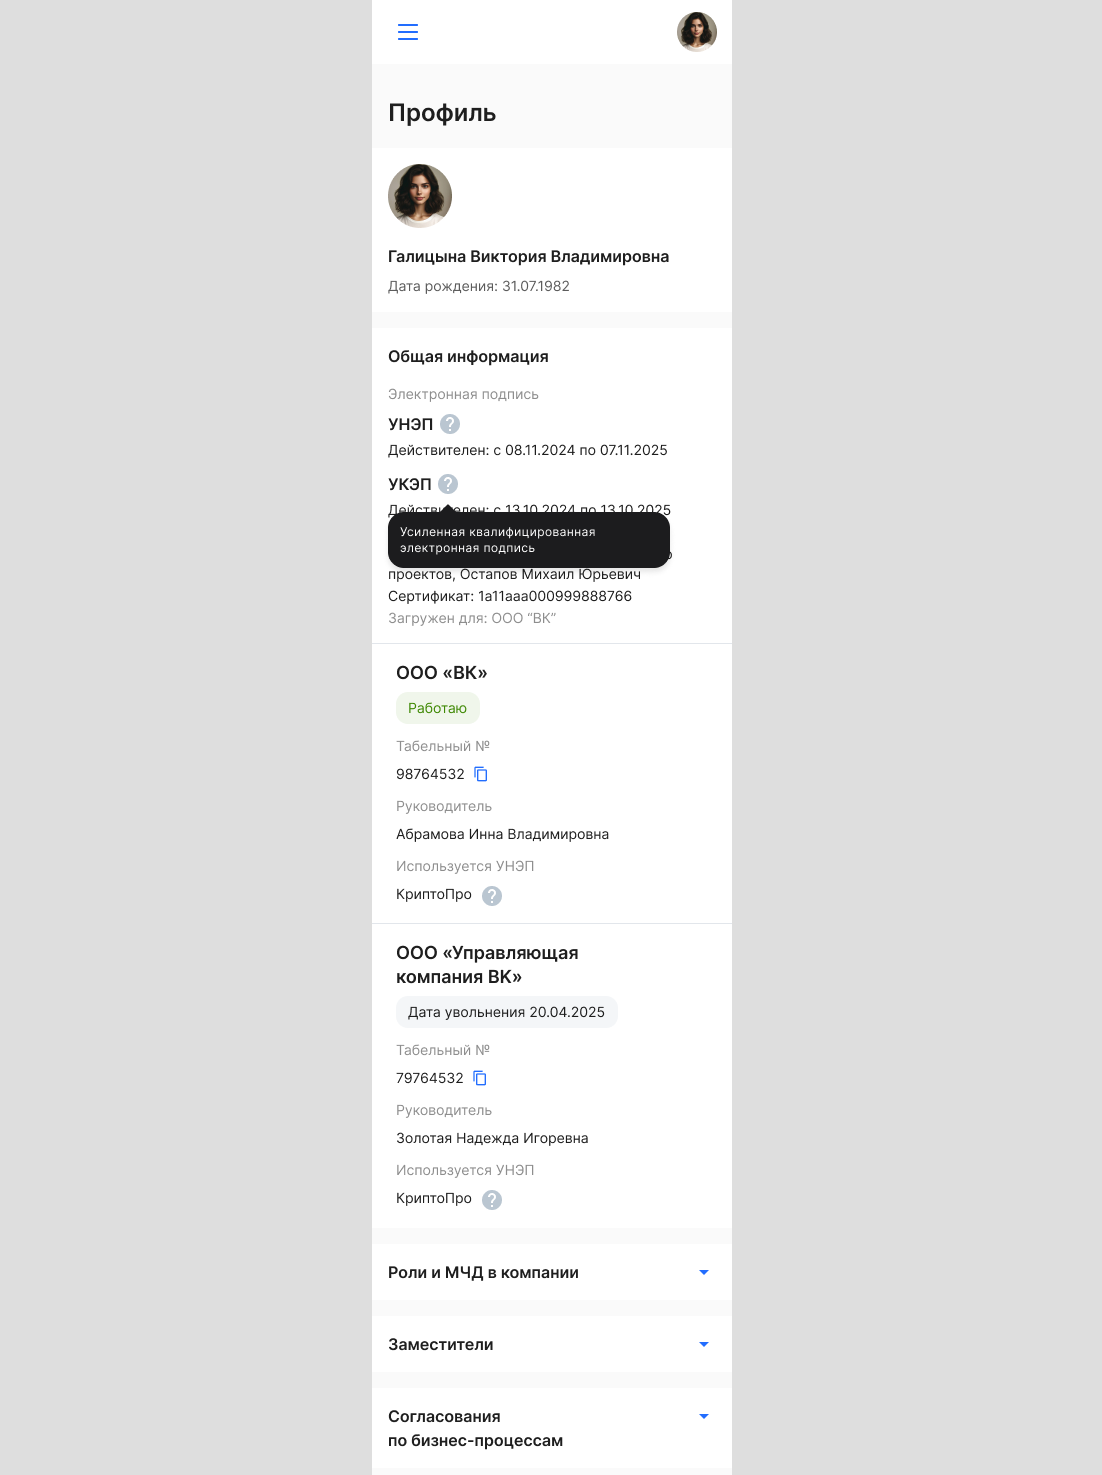 Профиль
Галицына Виктория Владимировна
Дата рождения: 31.07.1982
Общая информация
Электронная подпись
УНЭП
Действителен: с 08.11.2024 по 07.11.2025
УКЭП
Действителен: с 13.10.2024 по 13.10.2025
Усиленная квалифицированная
электронная подпись
проектов, Остапов Михаил Юрьевич
Сертификат: 1a11aaa000999888766
Загружен для: ООО “ВК”
ООО «ВК»
Работаю
Табельный №
98764532
Руководитель
Абрамова Инна Владимировна
Используется УНЭП
КриптоПро
ООО «Управляющая
компания ВК»
Дата увольнения 20.04.2025
Табельный №
79764532
Руководитель
Золотая Надежда Игоревна
Используется УНЭП
КриптоПро
Роли и МЧД в компании
Заместители
Согласования
по бизнес-процессам